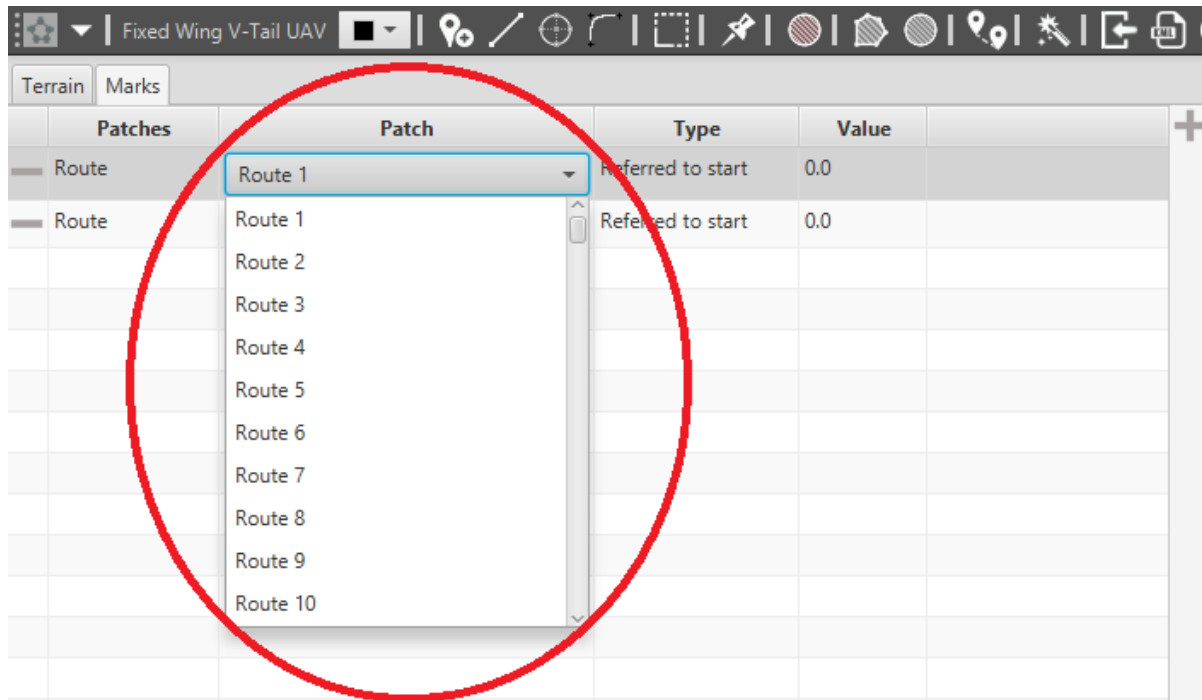 Fixed Wing V-Tail UAV
Terrain Marks
Patches Patch Type Value
Route Route 1 Referred to start 0.0
Route Route 1 Referred to start 0.0
Route 2
Route 3
Route 4
Route 5
Route 6
Route 7
Route 8
Route 9
Route 10